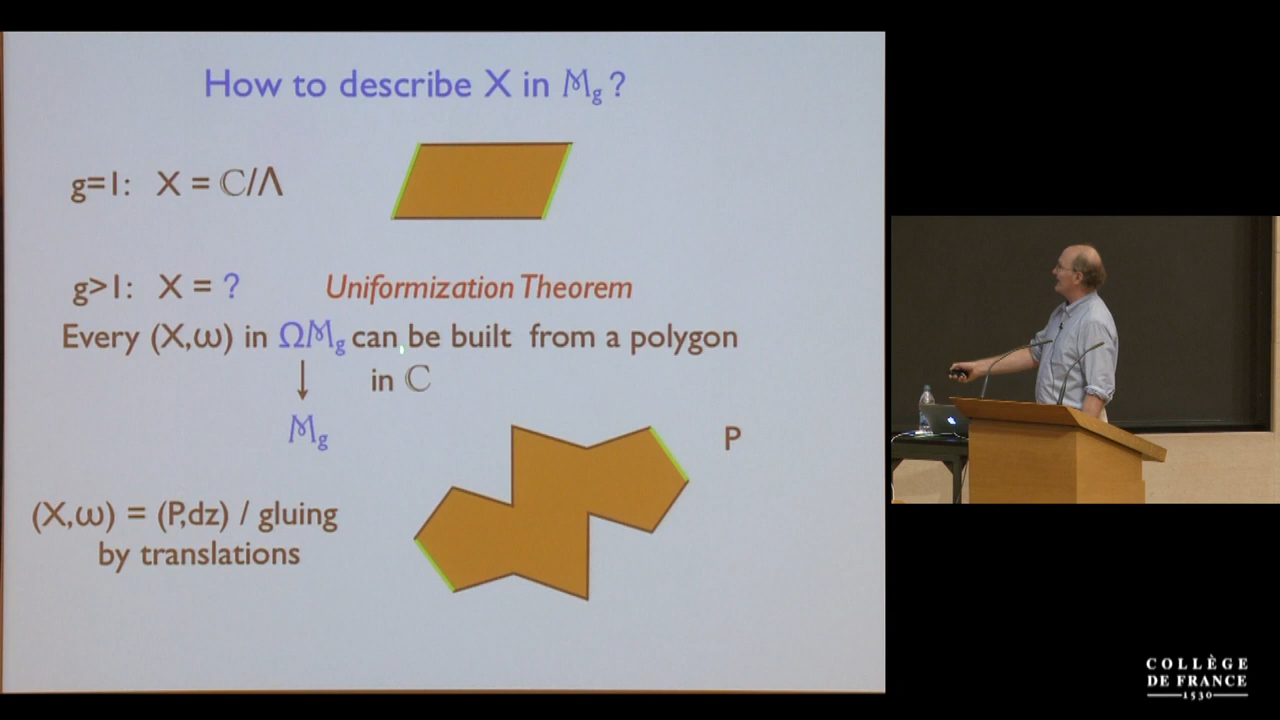 How to describe X in ℳg ?
g=1: X = ℂ/Λ
g>1: X = ? Uniformization Theorem
Every (X,ω) in Ωℳg can be built from a polygon
↓ in ℂ
ℳg
P
(X,ω) = (P,dz) / gluing
by translations
COLLÈGE
DE FRANCE
1530